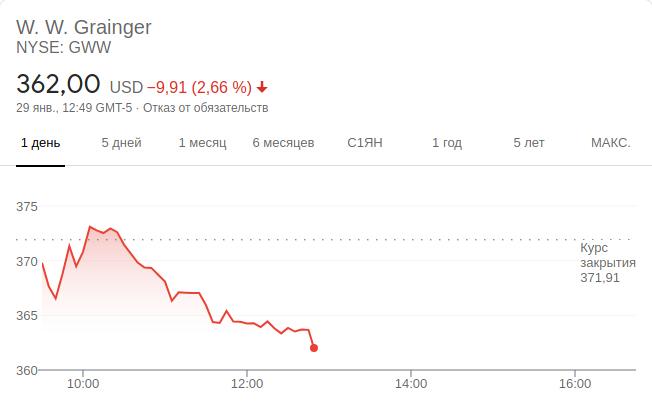 W. W. Grainger
NYSE: GWW
362,00 USD −9,91 (2,66 %)
29 янв., 12:49 GMT-5 · Отказ от обязательств
1 день 5 дней 1 месяц 6 месяцев С1ЯН 1 год 5 лет МАКС.
375
Курс
закрытия
371,91
370
365
360
10:00 12:00 14:00 16:00